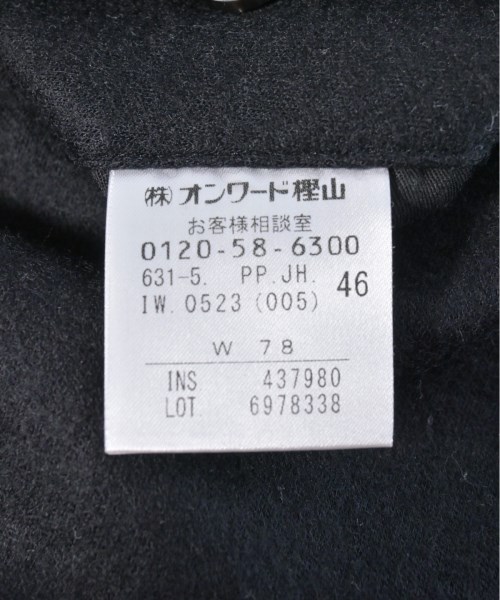 (株)オンワード樫山
お客様相談室
0120-58-6300
631-5. PP.JH. 46
IW.0523(005)
W 78
INS 437980
LOT. 6978338